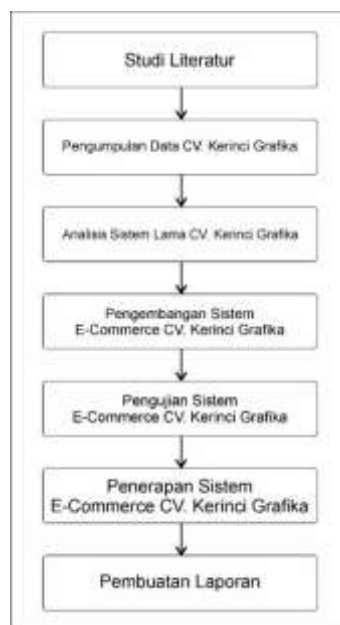 Studi Literatur
Pengumpulan Data CV. Kerinci Grafika
Analisis Sistem Lama CV. Kerinci Grafika
Pengembangan Sistem
E-Commerce CV. Kerinci Grafika
Pengujian Sistem
E-Commerce CV. Kerinci Grafika
Penerapan Sistem
E-Commerce CV. Kerinci Grafika
Pembuatan Laporan